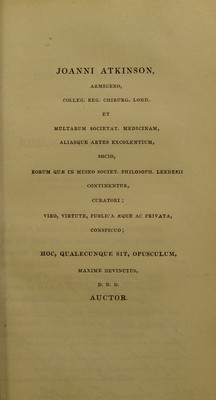 JOANNI ATKINSON,
ARMIGERO,
COLLEG. REG. CHIRURG. LOND.
ET
MULTARUM SOCIETAT. MEDICINAM,
ALIASQUE ARTES EXCOLENTIUM,
SOCIO,
EORUM QUÆ IN MUSEO SOCIET. PHILOSOPH. LEEDESII
CONTINENTUR,
CURATORI;
VIRO, VIRTUTE, PUBLICA ÆQUE AC PRIVATA,
CONSPICUO;
HOC, QUALECUNQUE SIT, OPUSCULUM,
MAXIME DEVINCTUS,
D. D. D.
AUCTOR.